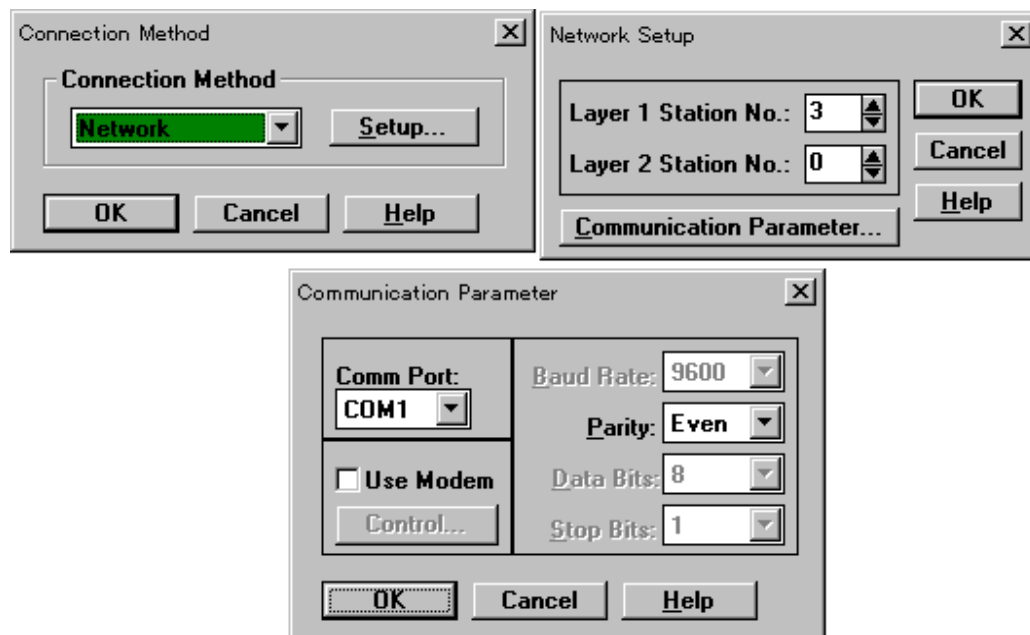 Connection Method
Connection Method
Network
Setup...
OK
Cancel
Help
Network Setup
Layer 1 Station No.: 3
Layer 2 Station No.: 0
Communication Parameter...
OK
Cancel
Help
Communication Parameter
Comm Port:
COM1
Use Modem
Control...
Baud Rate: 9600
Parity: Even
Data Bits: 8
Stop Bits: 1
OK
Cancel
Help